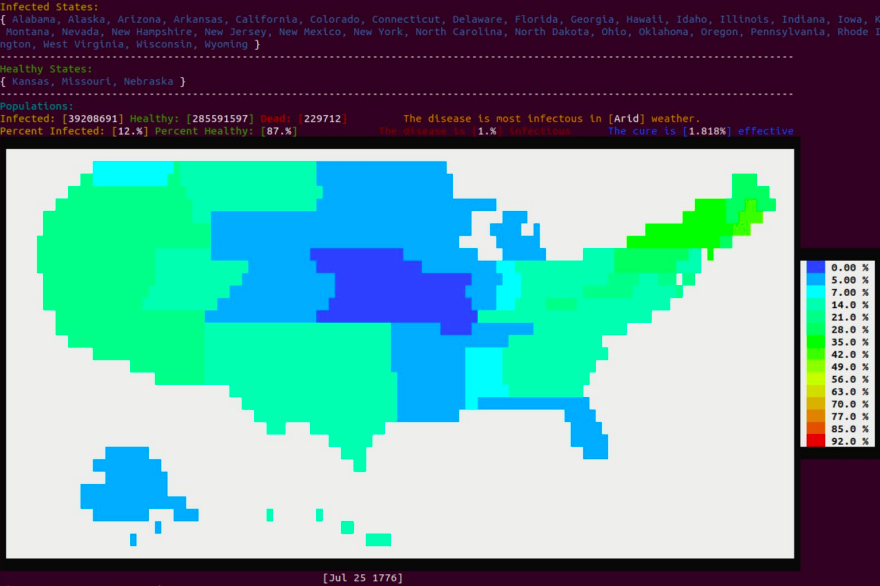 Infected States:
{ Alabama, Alaska, Arizona, Arkansas, California, Colorado, Connecticut, Delaware, Florida, Georgia, Hawaii, Idaho, Illinois, Indiana, Iowa, K
Montana, Nevada, New Hampshire, New Jersey, New Mexico, New York, North Carolina, North Dakota, Ohio, Oklahoma, Oregon, Pennsylvania, Rhode I
ngton, West Virginia, Wisconsin, Wyoming }
Healthy States:
{ Kansas, Missouri, Nebraska }
Populations:
Infected: [39208691] Healthy: [285591597] Dead: [229712] The disease is most infectous in [Arid] weather.
Percent Infected: [12.%] Percent Healthy: [87.%] The disease is [1.%] infectious. The cure is [1.818%] effective
0.00 %
5.00 %
7.00 %
14.0 %
21.0 %
28.0 %
35.0 %
42.0 %
49.0 %
56.0 %
63.0 %
70.0 %
77.0 %
85.0 %
92.0 %
[Jul 25 1776]